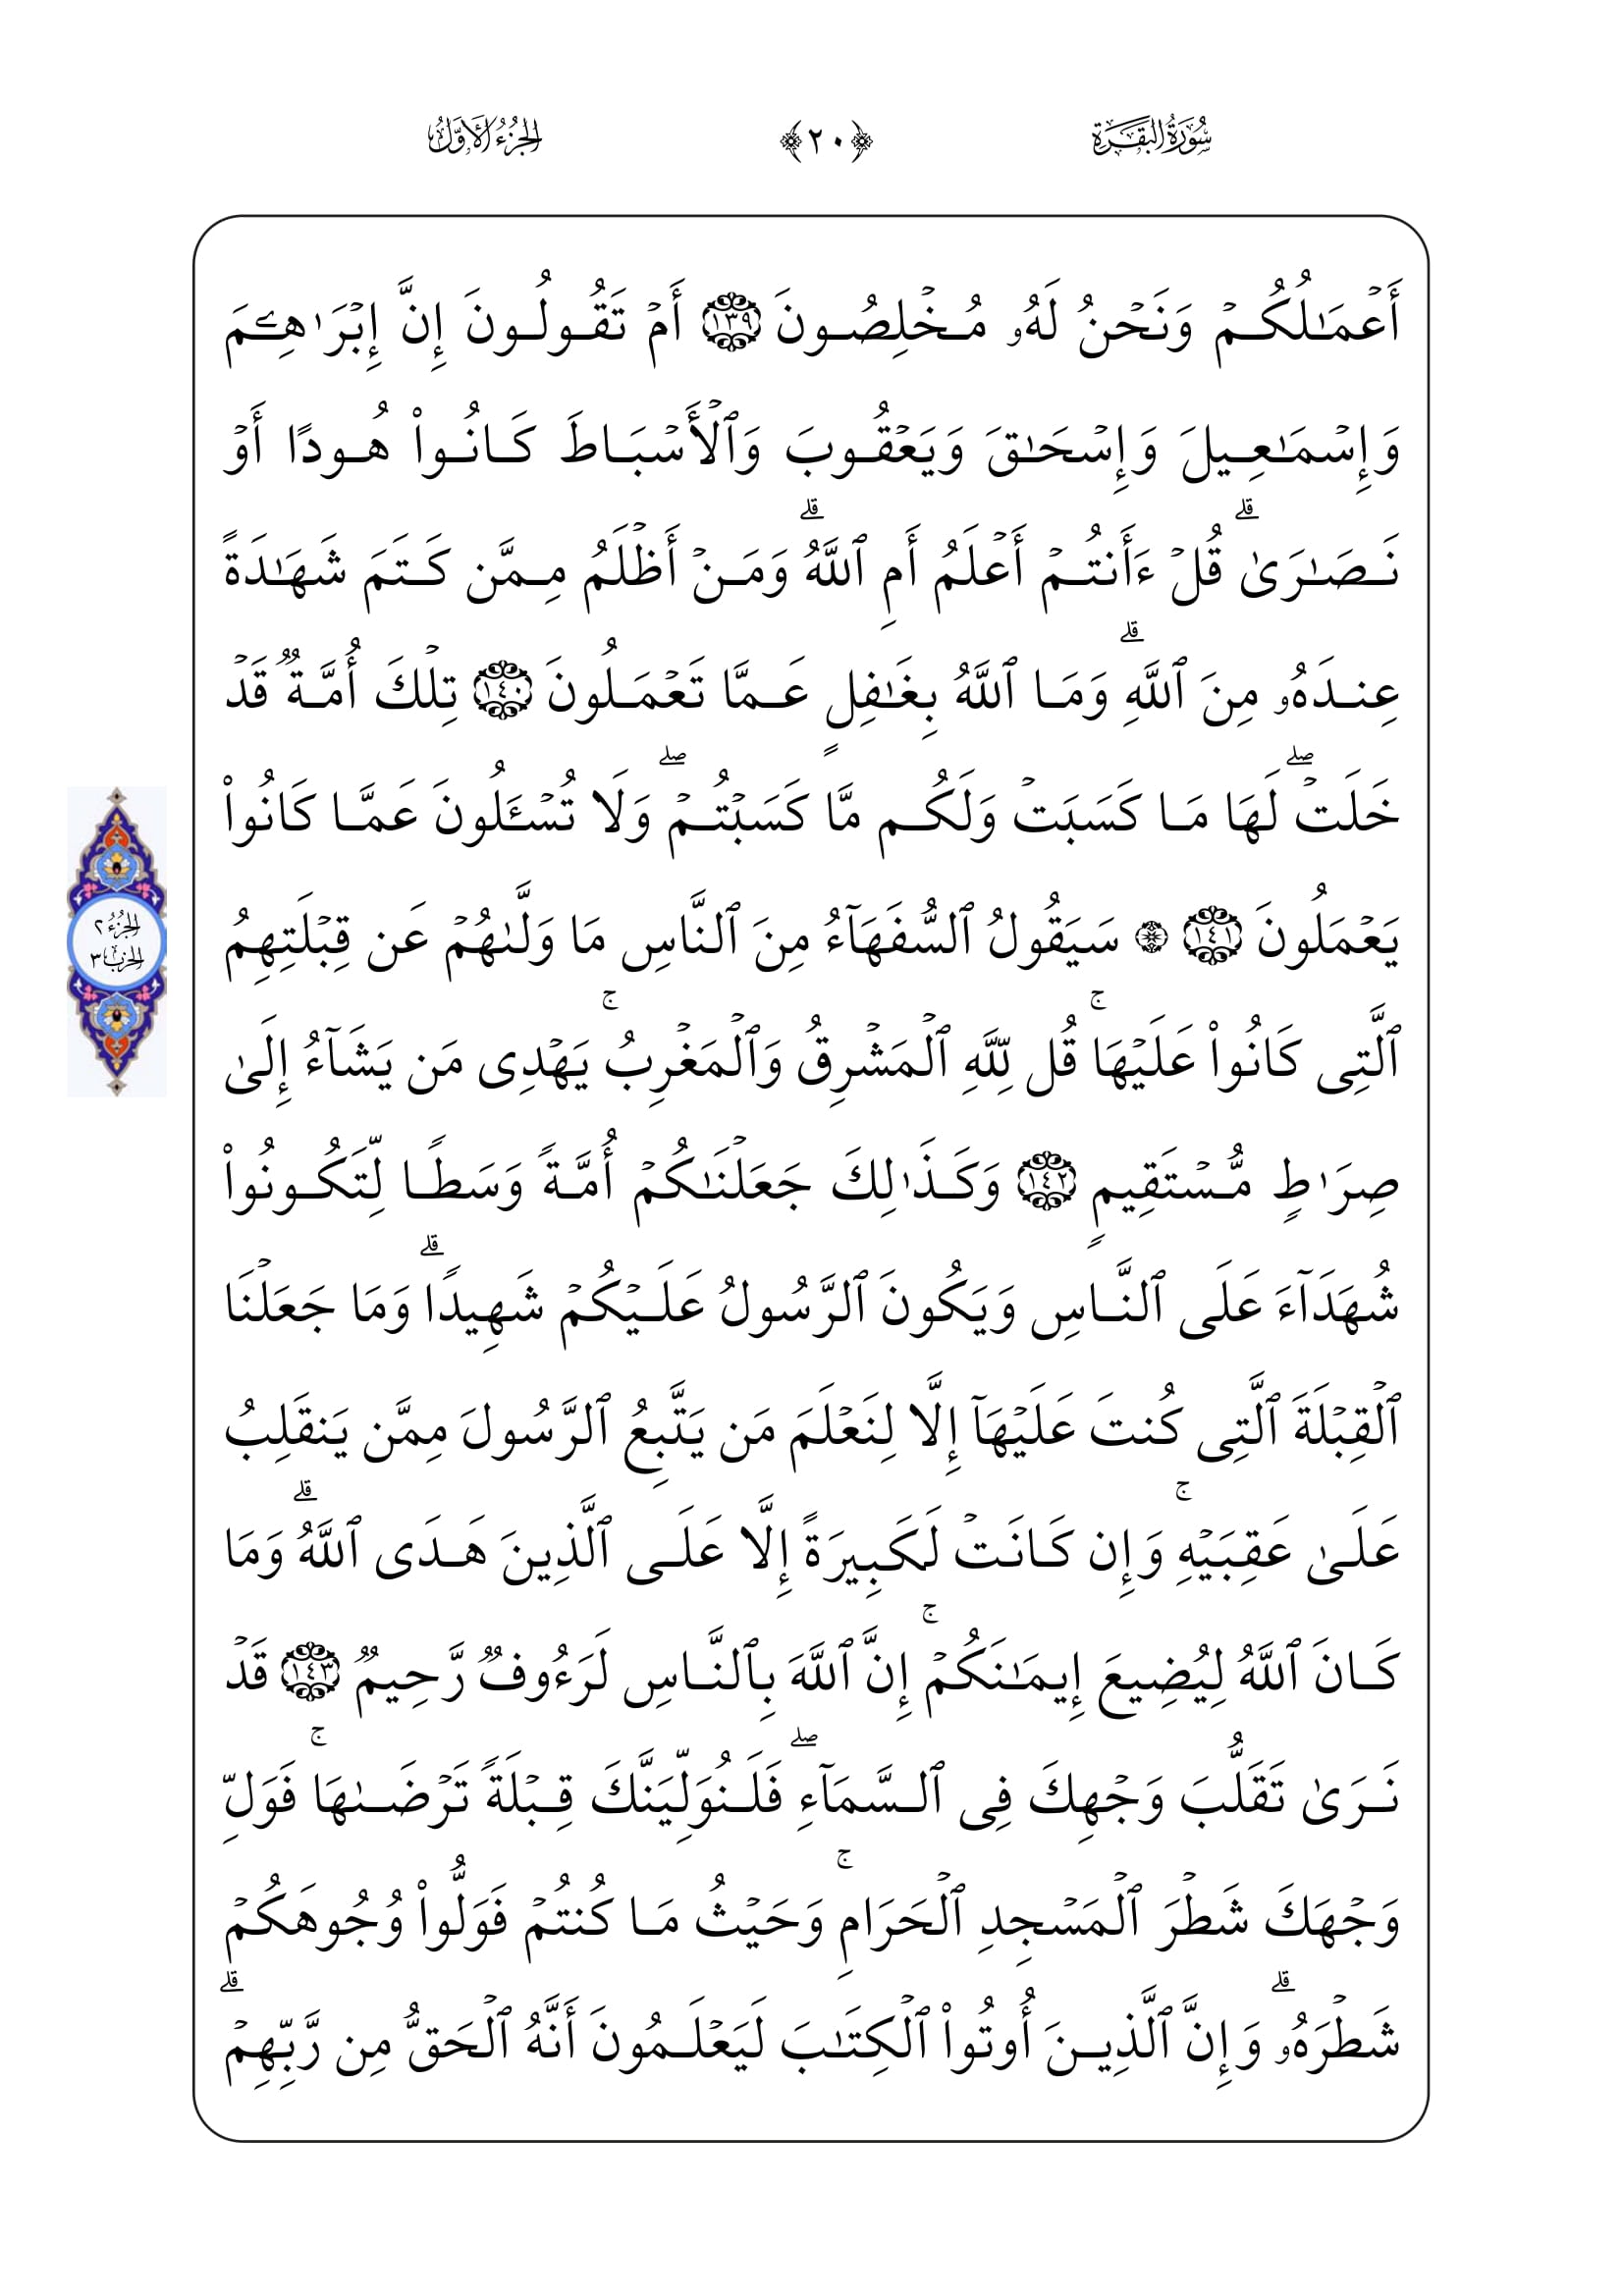 سُورَةُ البَقَرَةِ ﴿٢٠﴾ الجُزْءُ الأَوَّلُ
أَعۡمَـٰلُكُمۡ وَنَحۡنُ لَهُۥ مُخۡلِصُونَ ١٣٩ أَمۡ تَقُولُونَ إِنَّ إِبۡرَٰهِـۧمَ
وَإِسۡمَـٰعِيلَ وَإِسۡحَـٰقَ وَيَعۡقُوبَ وَٱلۡأَسۡبَاطَ كَانُوا۟ هُودًا أَوۡ
نَصَـٰرَىٰۗ قُلۡ ءَأَنتُمۡ أَعۡلَمُ أَمِ ٱللَّهُۗ وَمَنۡ أَظۡلَمُ مِمَّن كَتَمَ شَهَـٰدَةً
عِندَهُۥ مِنَ ٱللَّهِۗ وَمَا ٱللَّهُ بِغَـٰفِلٍ عَمَّا تَعۡمَلُونَ ١٤٠ تِلۡكَ أُمَّةٌ قَدۡ
خَلَتۡۖ لَهَا مَا كَسَبَتۡ وَلَكُم مَّا كَسَبۡتُمۡۖ وَلَا تُسۡـَٔلُونَ عَمَّا كَانُوا۟
يَعۡمَلُونَ ١٤١ ۞ سَيَقُولُ ٱلسُّفَهَآءُ مِنَ ٱلنَّاسِ مَا وَلَّىٰهُمۡ عَن قِبۡلَتِهِمُ
الجُزْءُ ٢
الحِزْبُ ٣
ٱلَّتِى كَانُوا۟ عَلَيۡهَاۚ قُل لِّلَّهِ ٱلۡمَشۡرِقُ وَٱلۡمَغۡرِبُۚ يَهۡدِى مَن يَشَآءُ إِلَىٰ
صِرَٰطٍ مُّسۡتَقِيمٍ ١٤٢ وَكَذَٰلِكَ جَعَلۡنَـٰكُمۡ أُمَّةً وَسَطًا لِّتَكُونُوا۟
شُهَدَآءَ عَلَى ٱلنَّاسِ وَيَكُونَ ٱلرَّسُولُ عَلَيۡكُمۡ شَهِيدًاۗ وَمَا جَعَلۡنَا
ٱلۡقِبۡلَةَ ٱلَّتِى كُنتَ عَلَيۡهَآ إِلَّا لِنَعۡلَمَ مَن يَتَّبِعُ ٱلرَّسُولَ مِمَّن يَنقَلِبُ
عَلَىٰ عَقِبَيۡهِۚ وَإِن كَانَتۡ لَكَبِيرَةً إِلَّا عَلَى ٱلَّذِينَ هَدَى ٱللَّهُۗ وَمَا
كَانَ ٱللَّهُ لِيُضِيعَ إِيمَـٰنَكُمۡۚ إِنَّ ٱللَّهَ بِٱلنَّاسِ لَرَءُوفٌ رَّحِيمٌ ١٤٣ قَدۡ
نَرَىٰ تَقَلُّبَ وَجۡهِكَ فِى ٱلسَّمَآءِۖ فَلَنُوَلِّيَنَّكَ قِبۡلَةً تَرۡضَىٰهَاۚ فَوَلِّ
وَجۡهَكَ شَطۡرَ ٱلۡمَسۡجِدِ ٱلۡحَرَامِۚ وَحَيۡثُ مَا كُنتُمۡ فَوَلُّوا۟ وُجُوهَكُمۡ
شَطۡرَهُۥۗ وَإِنَّ ٱلَّذِينَ أُوتُوا۟ ٱلۡكِتَـٰبَ لَيَعۡلَمُونَ أَنَّهُ ٱلۡحَقُّ مِن رَّبِّهِمۡۗ